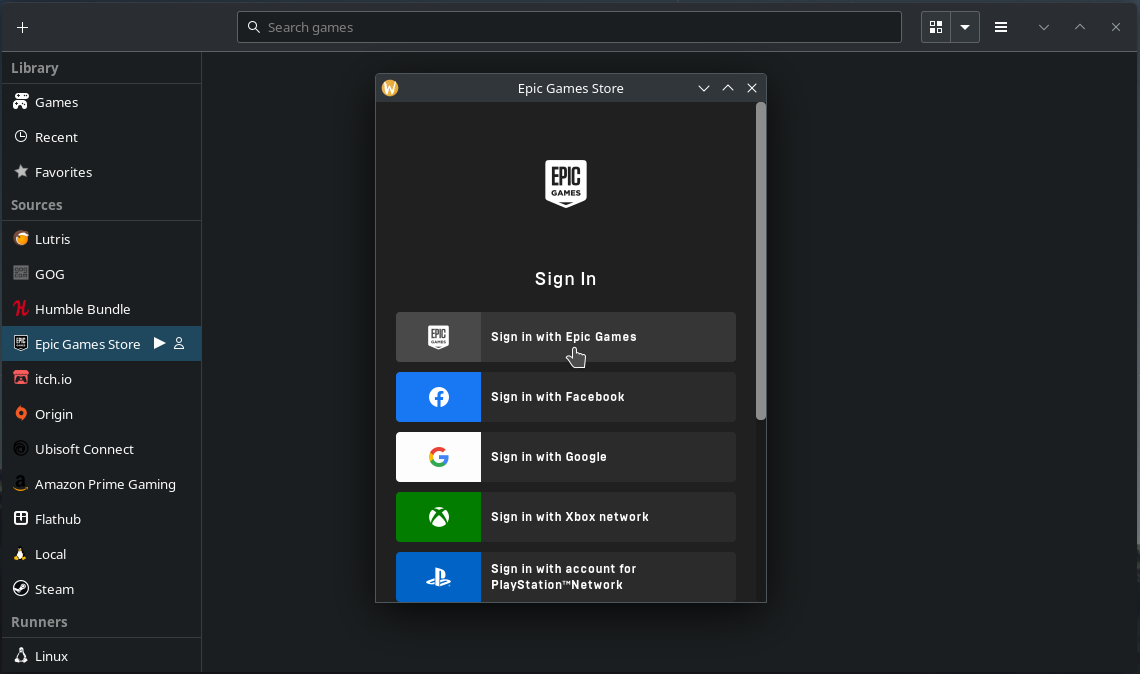 Search games
Library
Games
Recent
Favorites
Sources
Lutris
GOG
Humble Bundle
Epic Games Store
itch.io
Origin
Ubisoft Connect
Amazon Prime Gaming
Flathub
Local
Steam
Runners
Linux
W
Epic Games Store
EPIC
GAMES
Sign In
EPIC
GAMES
Sign in with Epic Games
Sign in with Facebook
G
Sign in with Google
Sign in with Xbox network
Sign in with account for
PlayStation™Network